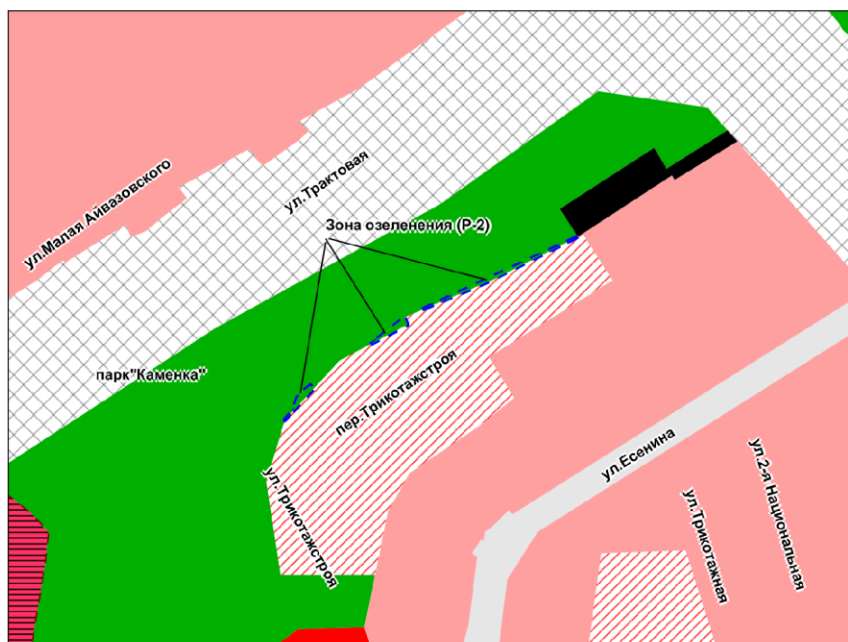 ул.Малая Айвазовского
ул.Трактовая
Зона озеленения (Р-2)
парк"Каменка"
пер.Трикотажстроя
ул.Трикотажстроя
ул.Есенина
ул.Трикотажная
ул.2-я Национальная